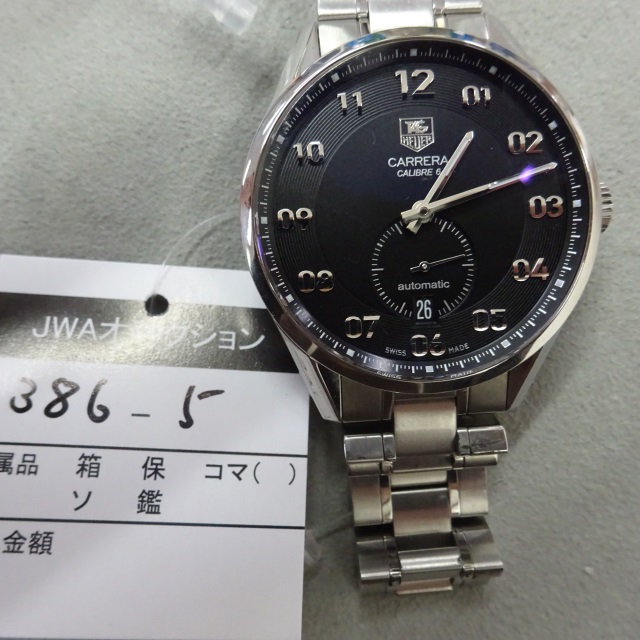 12
11
01
10
02
09
03
08
04
07
05
06
TAG
HEUER
CARRERA
CALIBRE 6
automatic
26
SWISS MADE
JWAオークション
386-5
属品 箱 保 コマ( )
ソ 鑑
金額